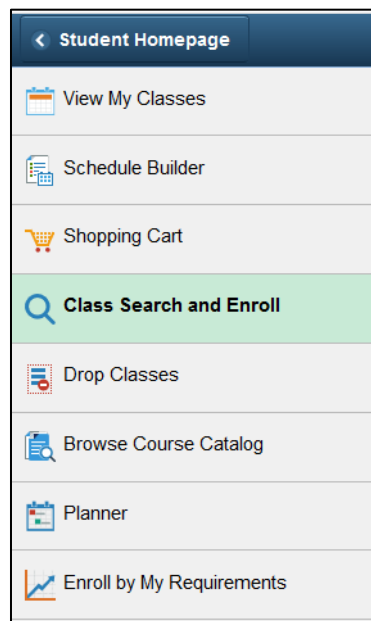 Student Homepage
View My Classes
Schedule Builder
Shopping Cart
Class Search and Enroll
Drop Classes
Browse Course Catalog
Planner
Enroll by My Requirements